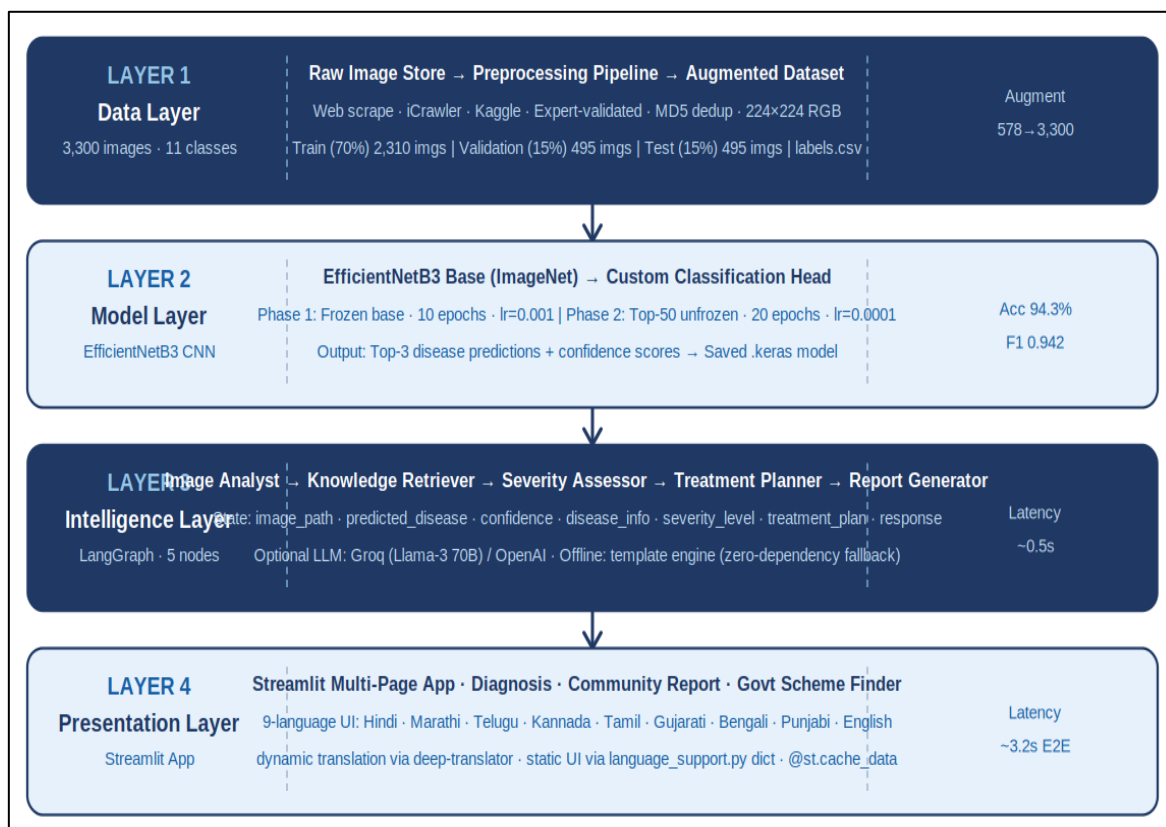 LAYER 1
Data Layer
3,300 images · 11 classes
Raw Image Store → Preprocessing Pipeline → Augmented Dataset
Web scrape · iCrawler · Kaggle · Expert-validated · MD5 dedup · 224×224 RGB
Train (70%) 2,310 imgs | Validation (15%) 495 imgs | Test (15%) 495 imgs | labels.csv
Augment
578→3,300
LAYER 2
Model Layer
EfficientNetB3 CNN
EfficientNetB3 Base (ImageNet) → Custom Classification Head
Phase 1: Frozen base · 10 epochs · lr=0.001 | Phase 2: Top-50 unfrozen · 20 epochs · lr=0.0001
Output: Top-3 disease predictions + confidence scores → Saved .keras model
Acc 94.3%
F1 0.942
LAYER 3
Intelligence Layer
LangGraph · 5 nodes
Image Analyst → Knowledge Retriever → Severity Assessor → Treatment Planner → Report Generator
State: image_path · predicted_disease · confidence · disease_info · severity_level · treatment_plan · response
Optional LLM: Groq (Llama-3 70B) / OpenAI · Offline: template engine (zero-dependency fallback)
Latency
~0.5s
LAYER 4
Presentation Layer
Streamlit App
Streamlit Multi-Page App · Diagnosis · Community Report · Govt Scheme Finder
9-language UI: Hindi · Marathi · Telugu · Kannada · Tamil · Gujarati · Bengali · Punjabi · English
dynamic translation via deep-translator · static UI via language_support.py dict · @st.cache_data
Latency
~3.2s E2E